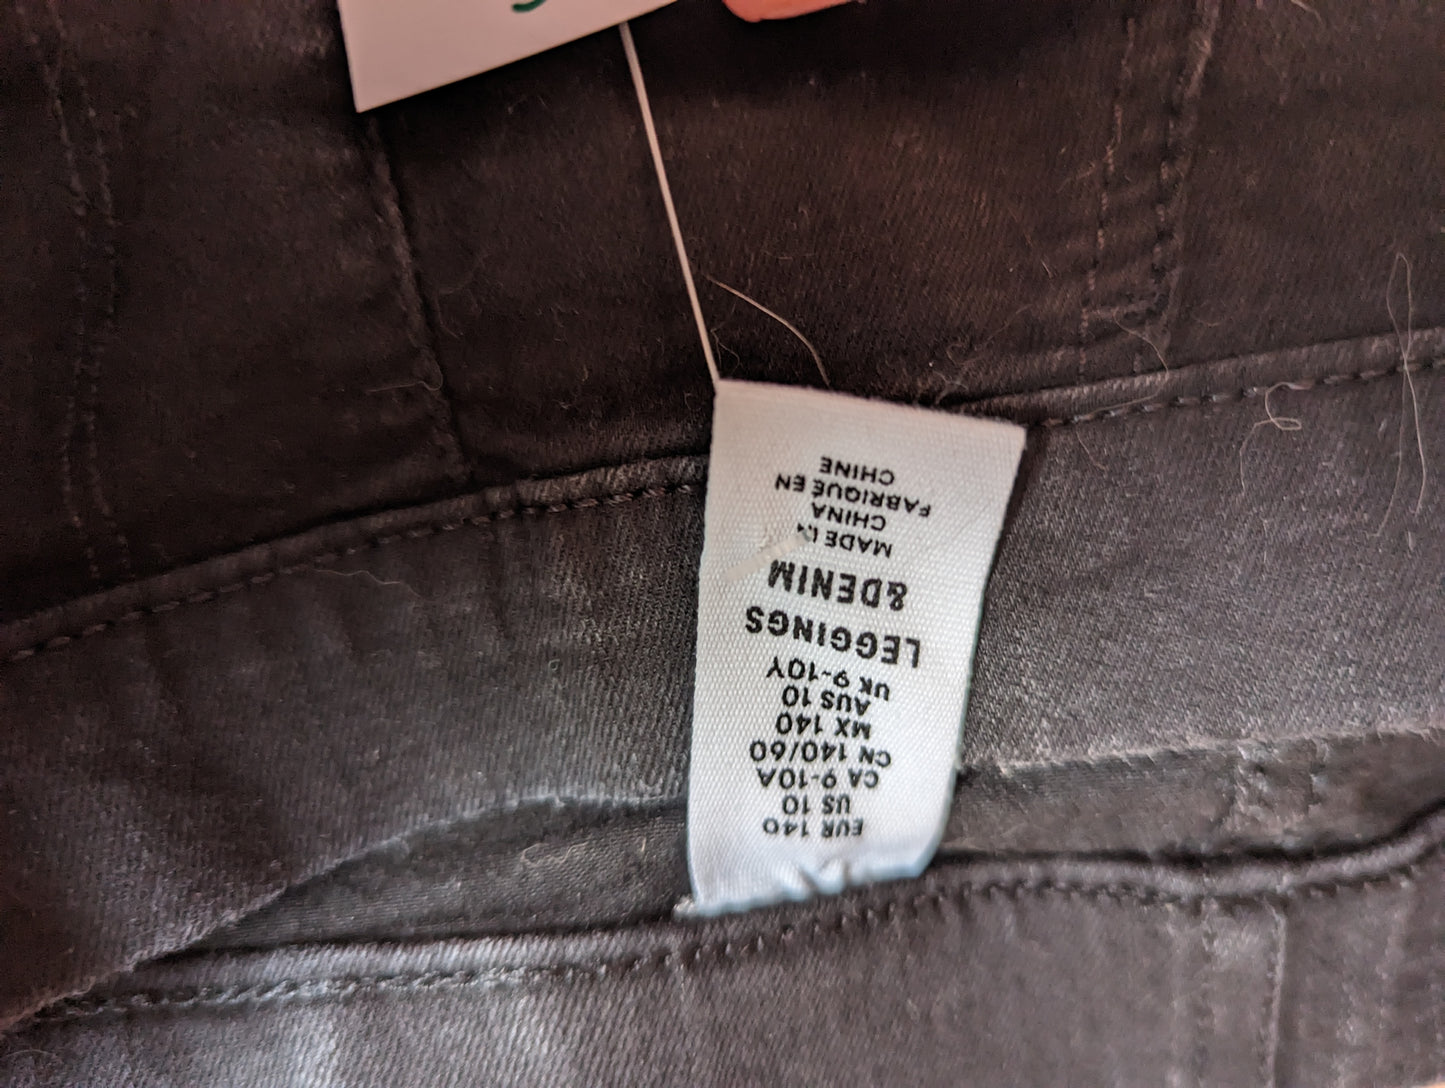 EUR 140
US 10
CA 9-10A
CN 140/60
MX 140
AUS 10
UK 9-10Y
LEGGINGS
&DENIM
MADE IN
CHINA
FABRIQUÉ EN
CHINE